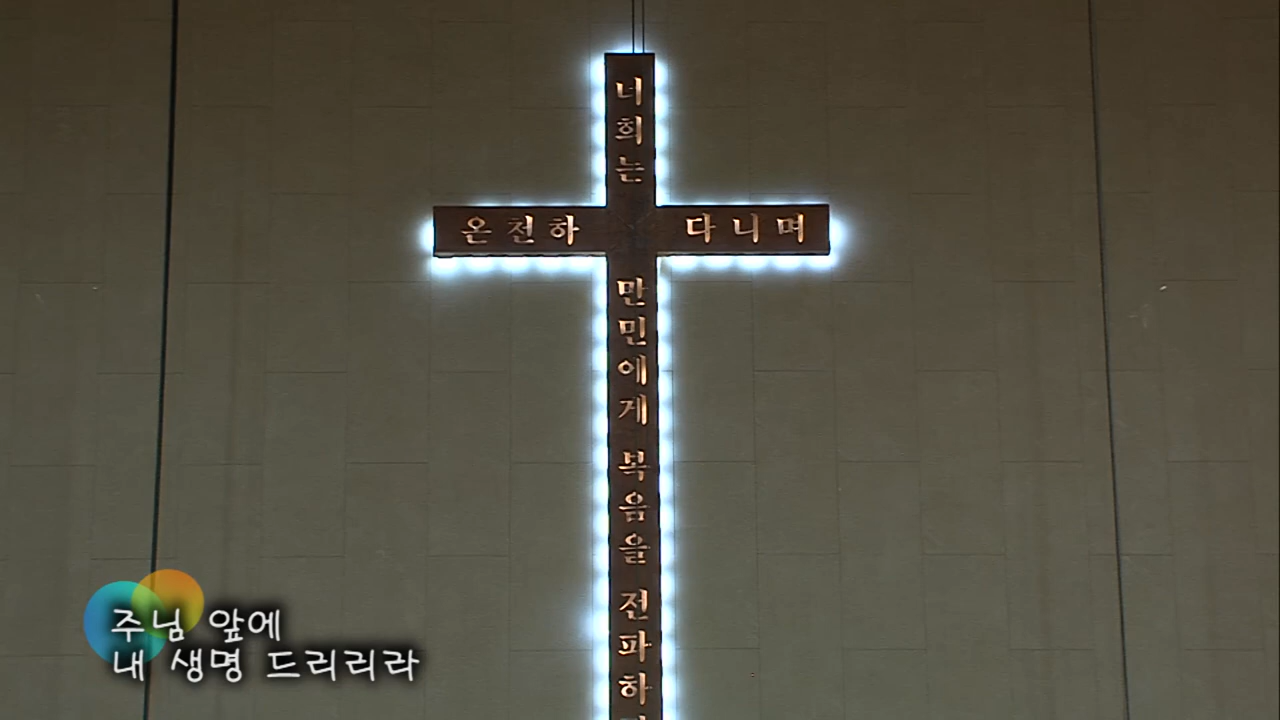 너희는
온천하 다니며
만민에게
복음을
전파하
주님 앞에
내 생명 드리리라